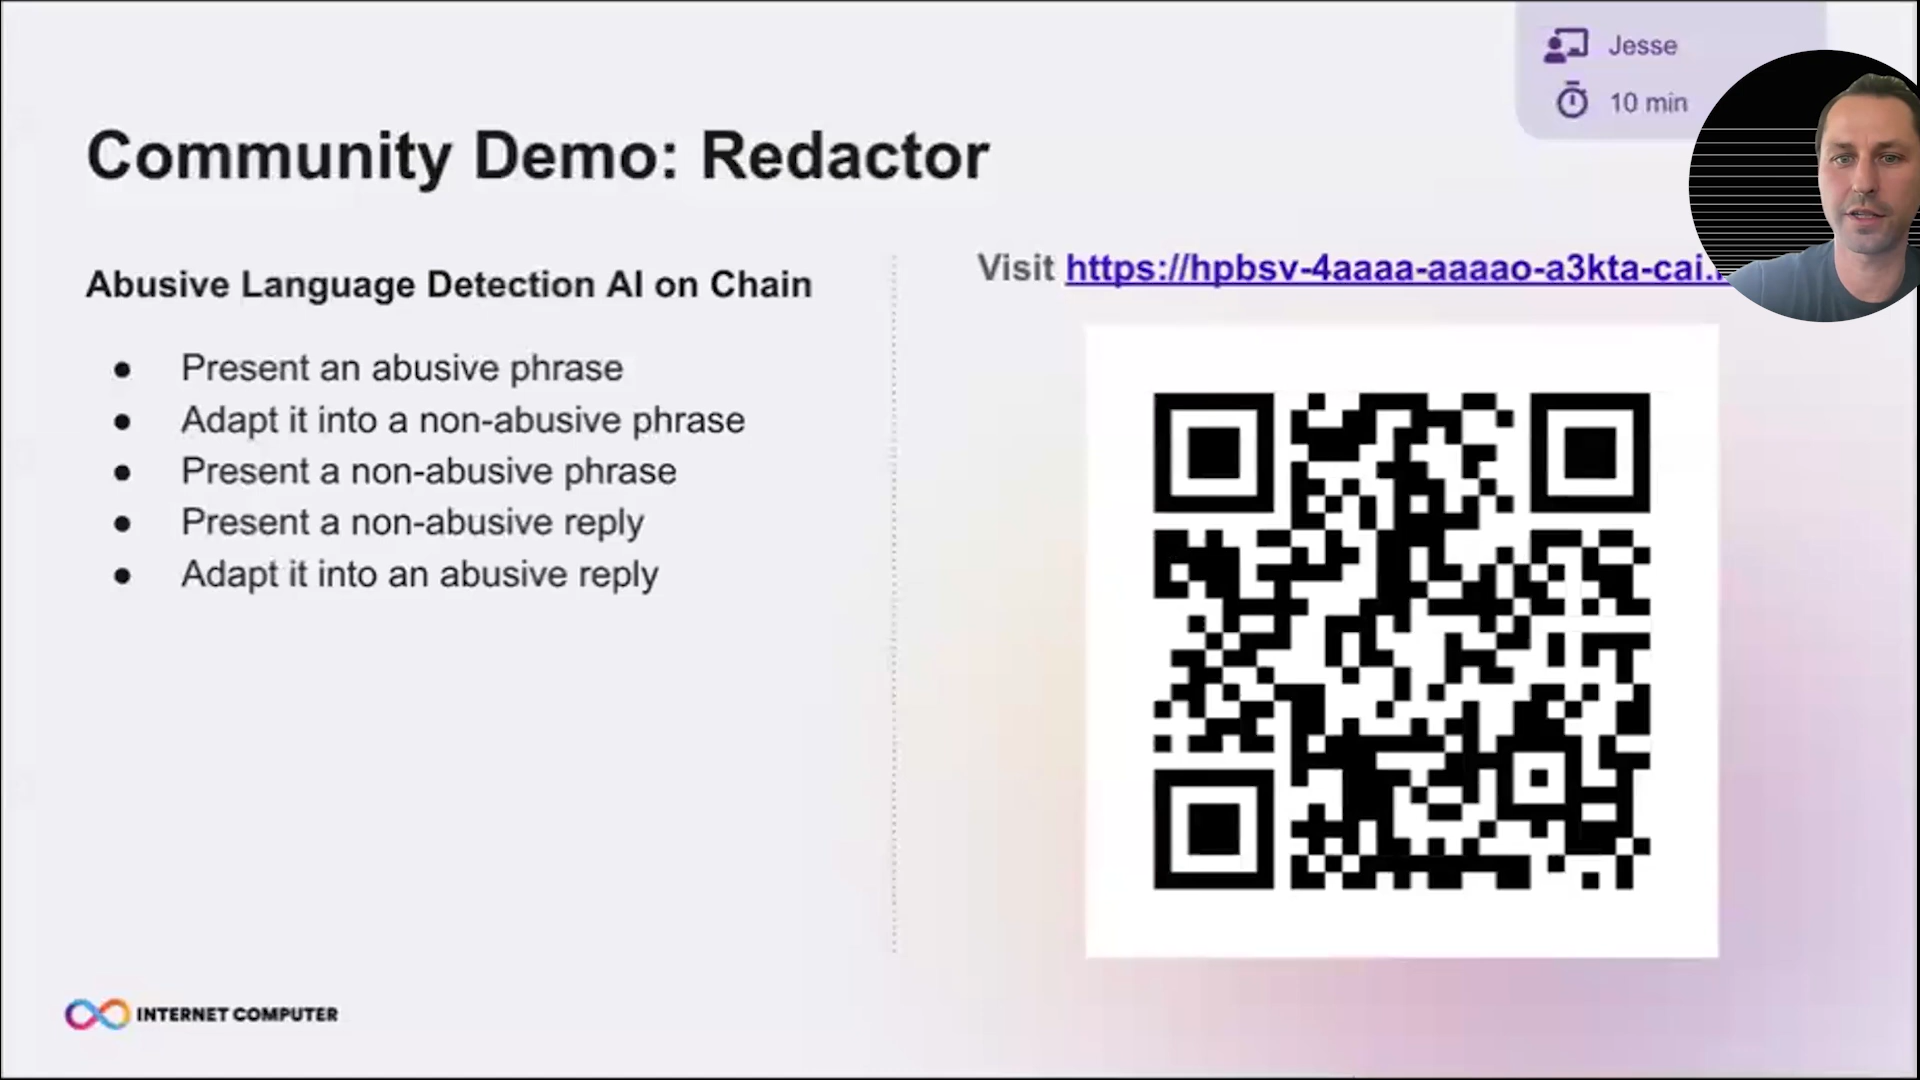 Jesse
10 min
Community Demo: Redactor
Abusive Language Detection AI on Chain
● Present an abusive phrase
● Adapt it into a non-abusive phrase
● Present a non-abusive phrase
● Present a non-abusive reply
● Adapt it into an abusive reply
Visit https://hpbsv-4aaaa-aaaao-a3kta-cai.
INTERNET COMPUTER